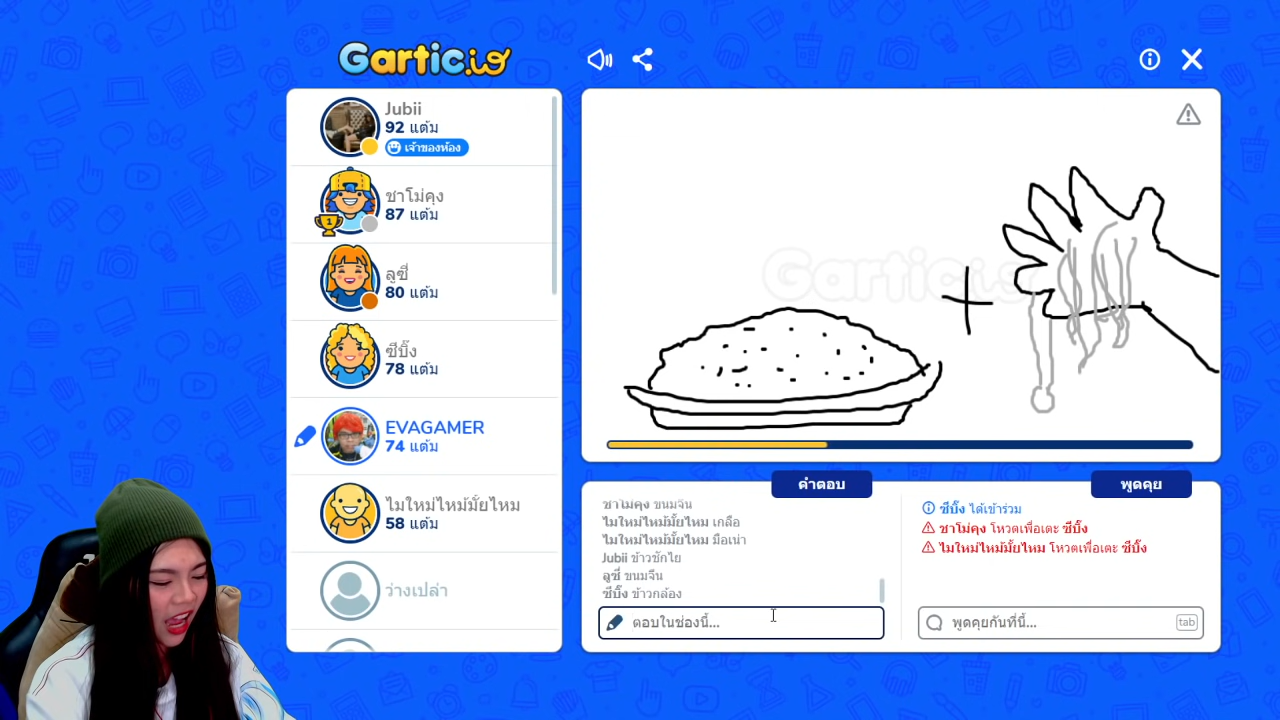 Gartic.io
Jubii
92 แต้ม
เจ้าของห้อง
1
ชาโม่คุง
87 แต้ม
ลูซี่
80 แต้ม
ซีบิ๊ง
78 แต้ม
EVAGAMER
74 แต้ม
ไมใหม่ไหม้มั้ยไหม
58 แต้ม
ว่างเปล่า
Gartic.io
คำตอบ
ชาโม่คุง ขนมจีน
ไมใหม่ไหม้มั้ยไหม เกลือ
ไมใหม่ไหม้มั้ยไหม มือเน่า
Jubii ข้าวซักไย
ลูซี่ ขนมจีน
ซีบิ๊ง ข้าวกล้อง
ตอบในช่องนี้...
พูดคุย
ซีบิ๊ง ได้เข้าร่วม
ชาโม่คุง โหวตเพื่อเตะ ซีบิ๊ง
ไมใหม่ไหม้มั้ยไหม โหวตเพื่อเตะ ซีบิ๊ง
พูดคุยกันที่นี่...
tab